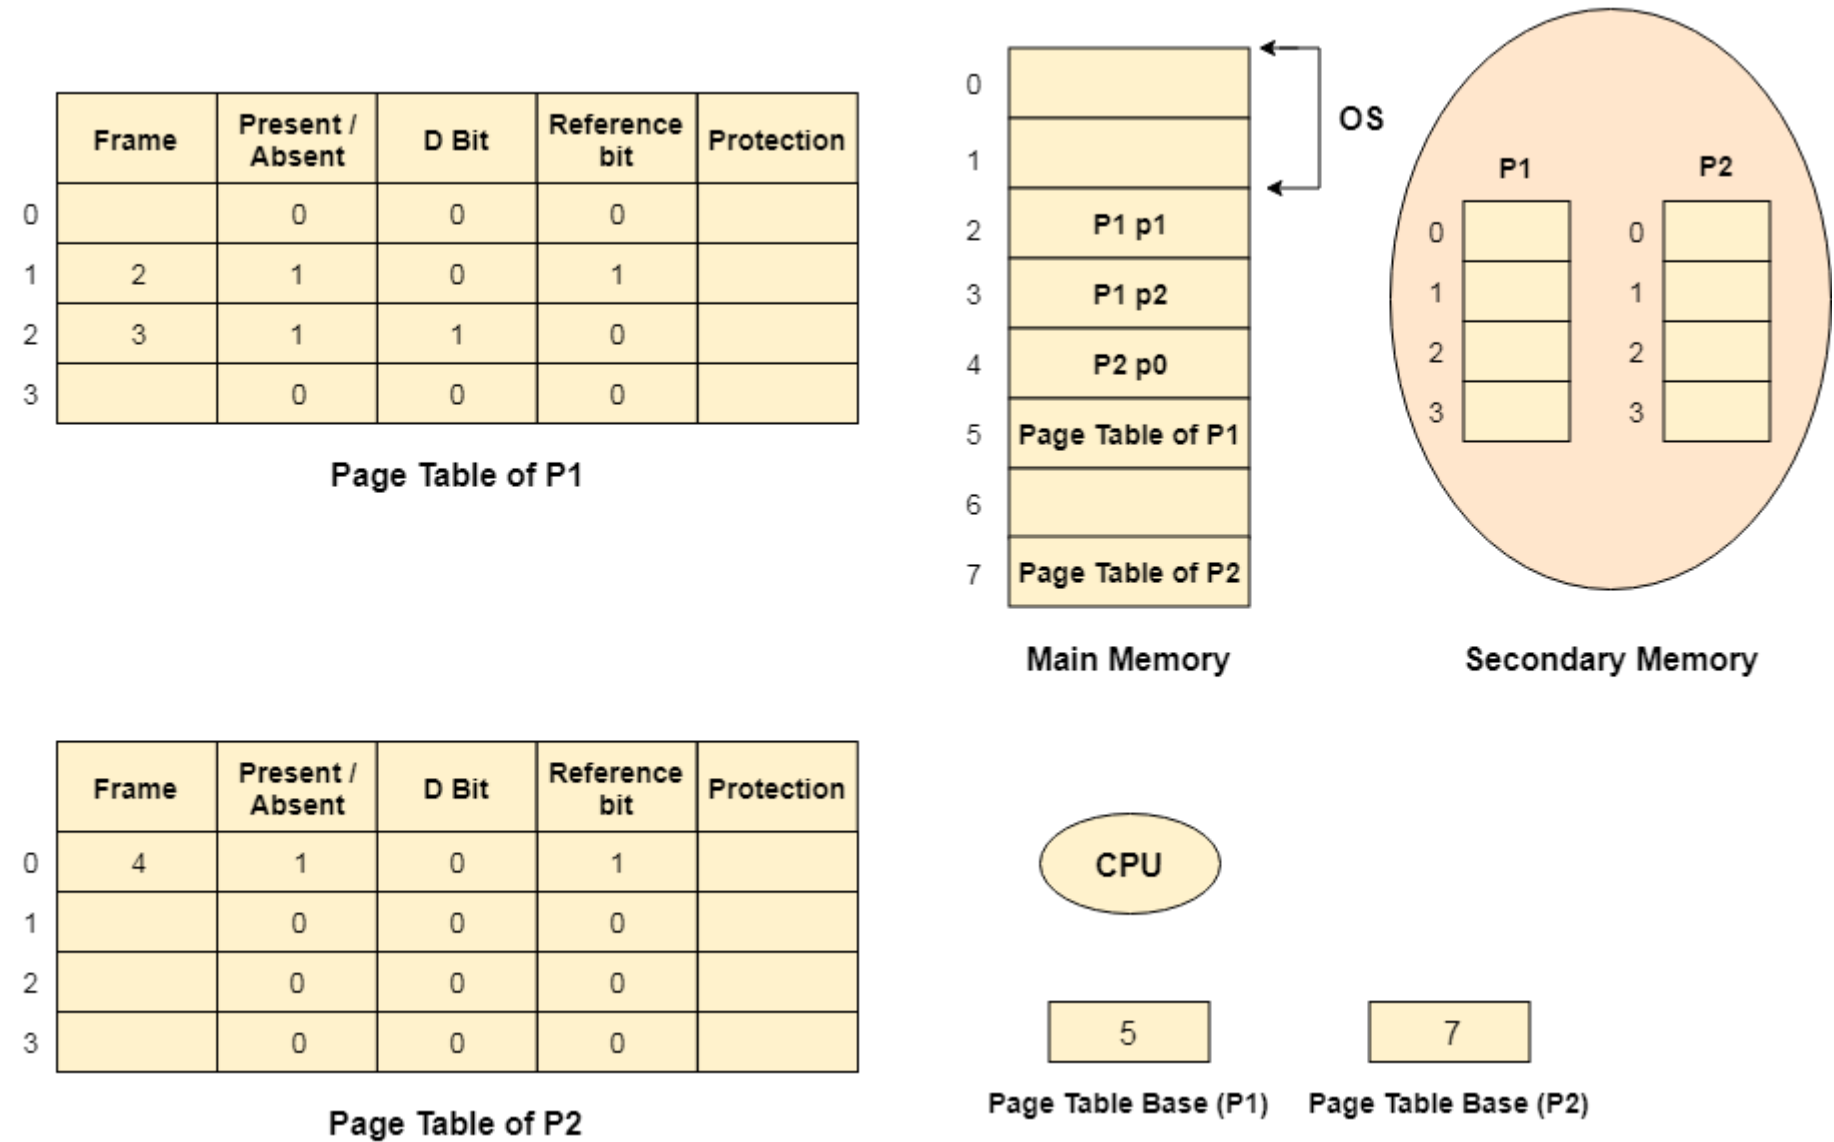 Frame Present / Absent D Bit Reference bit Protection
0 0 0 0
1 2 1 0 1
2 3 1 1 0
3 0 0 0
Page Table of P1
0
1
OS
2 P1 p1
3 P1 p2
4 P2 p0
5 Page Table of P1
6
7 Page Table of P2
Main Memory
P1 P2
0 0
1 1
2 2
3 3
Secondary Memory
Frame Present / Absent D Bit Reference bit Protection
0 4 1 0 1
1 0 0 0
2 0 0 0
3 0 0 0
Page Table of P2
CPU
5 7
Page Table Base (P1) Page Table Base (P2)